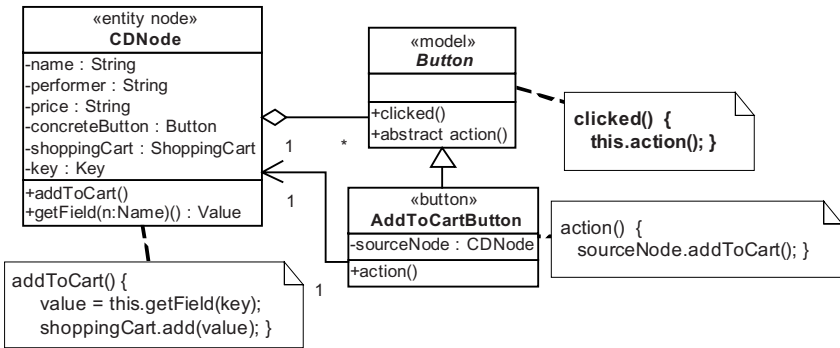 «entity node»
CDNode
-name : String
-performer : String
-price : String
-concreteButton : Button
-shoppingCart : ShoppingCart
-key : Key
+addToCart()
+getField(n:Name)() : Value
addToCart() {
value = this.getField(key);
shoppingCart.add(value); }
1
*
1
1
«model»
Button
+clicked()
+abstract action()
clicked() {
this.action(); }
«button»
AddToCartButton
-sourceNode : CDNode
+action()
action() {
sourceNode.addToCart(); }